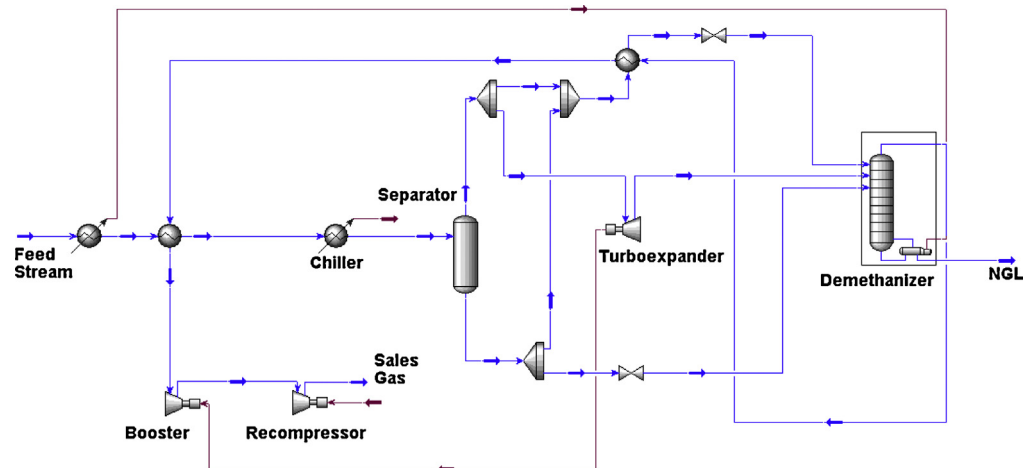 Separator
Feed
Stream
Chiller
Turboexpander
Demethanizer
NGL
Sales
Gas
Booster
Recompressor